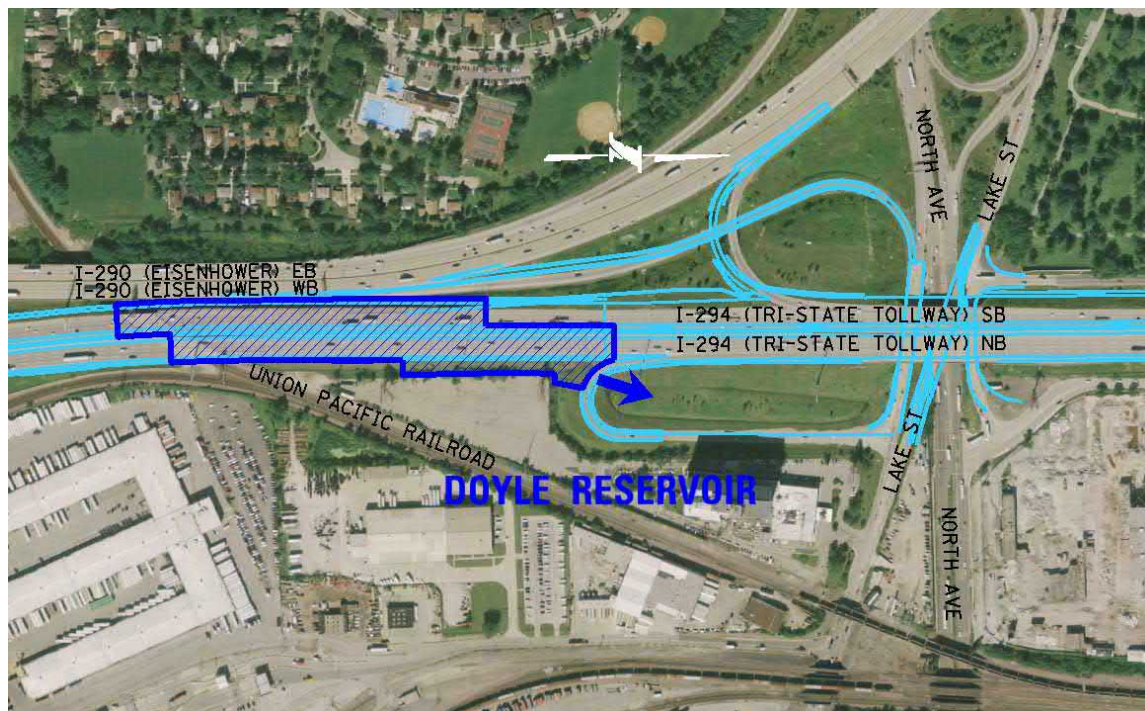 NORTH AVE
LAKE ST
I-290 (EISENHOWER) EB
I-290 (EISENHOWER) WB
I-294 (TRI-STATE TOLLWAY) SB
I-294 (TRI-STATE TOLLWAY) NB
UNION PACIFIC RAILROAD
LAKE ST
DOYLE RESERVOIR
NORTH AVE